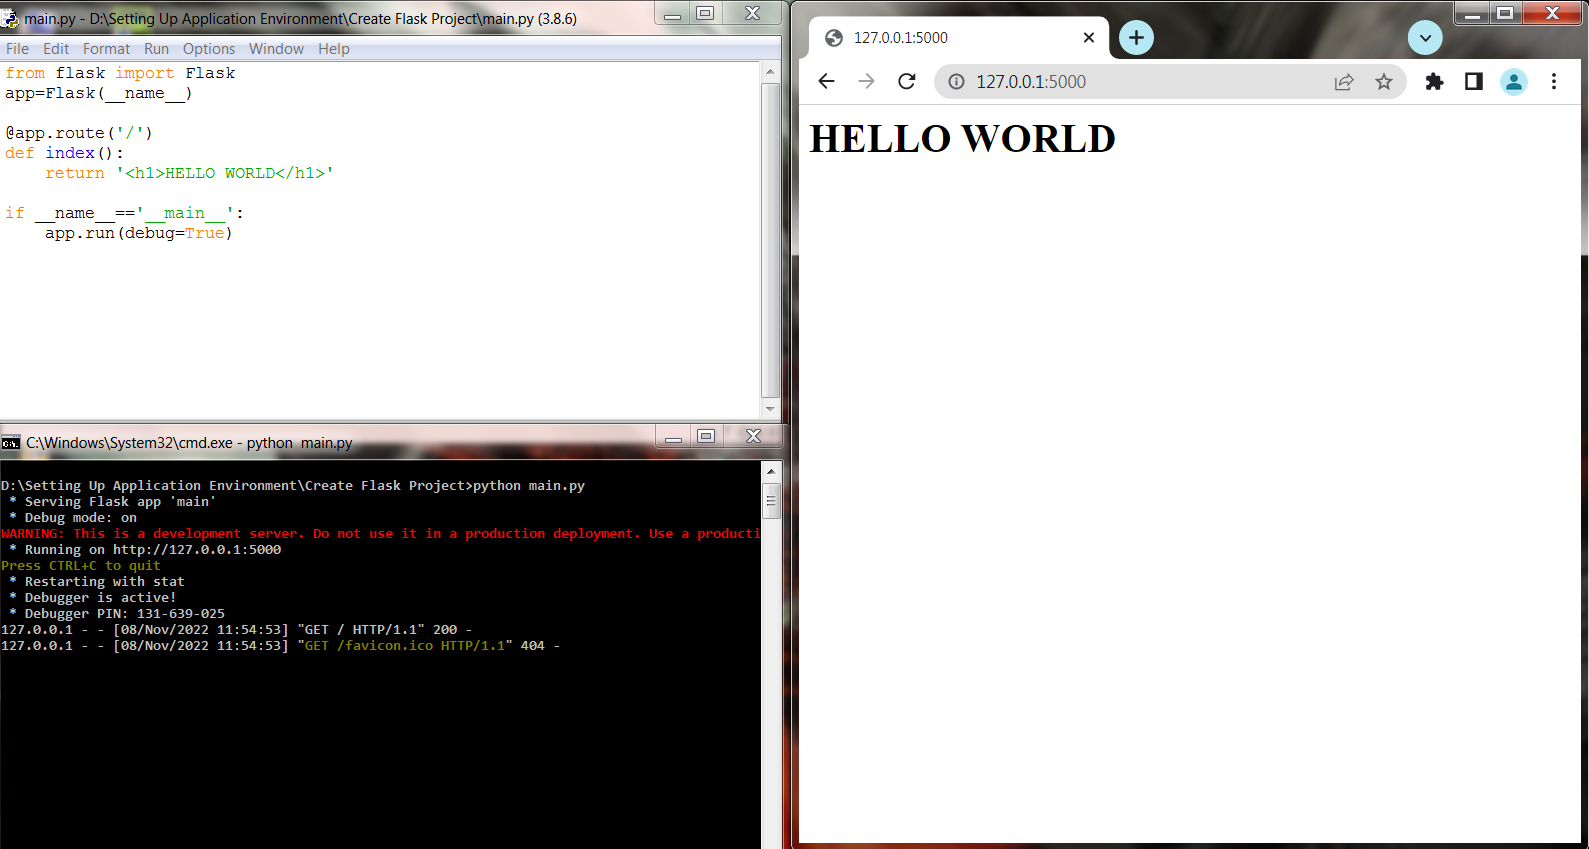 main.py - D:\Setting Up Application Environment\Create Flask Project\main.py (3.8.6)
File Edit Format Run Options Window Help
from flask import Flask
app=Flask(__name__)
@app.route('/')
def index():
    return '<h1>HELLO WORLD</h1>'
if __name__=='__main__':
    app.run(debug=True)
C:\Windows\System32\cmd.exe - python  main.py
D:\Setting Up Application Environment\Create Flask Project>python main.py
 * Serving Flask app 'main'
 * Debug mode: on
WARNING: This is a development server. Do not use it in a production deployment. Use a producti
 * Running on http://127.0.0.1:5000
Press CTRL+C to quit
 * Restarting with stat
 * Debugger is active!
 * Debugger PIN: 131-639-025
127.0.0.1 - - [08/Nov/2022 11:54:53] "GET / HTTP/1.1" 200 -
127.0.0.1 - - [08/Nov/2022 11:54:53] "GET /favicon.ico HTTP/1.1" 404 -
127.0.0.1:5000
127.0.0.1:5000
HELLO WORLD